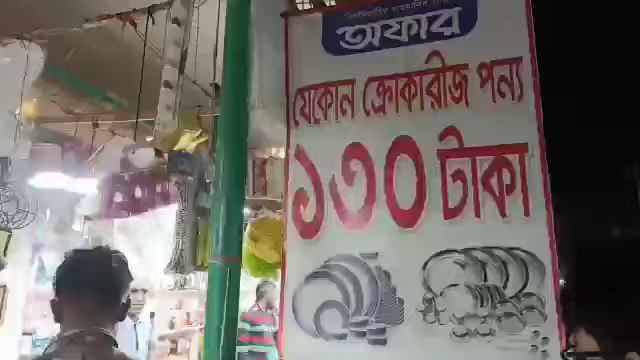 অফার
যেকোন ক্রোকারীজ পন্য
১৩০ টাকা